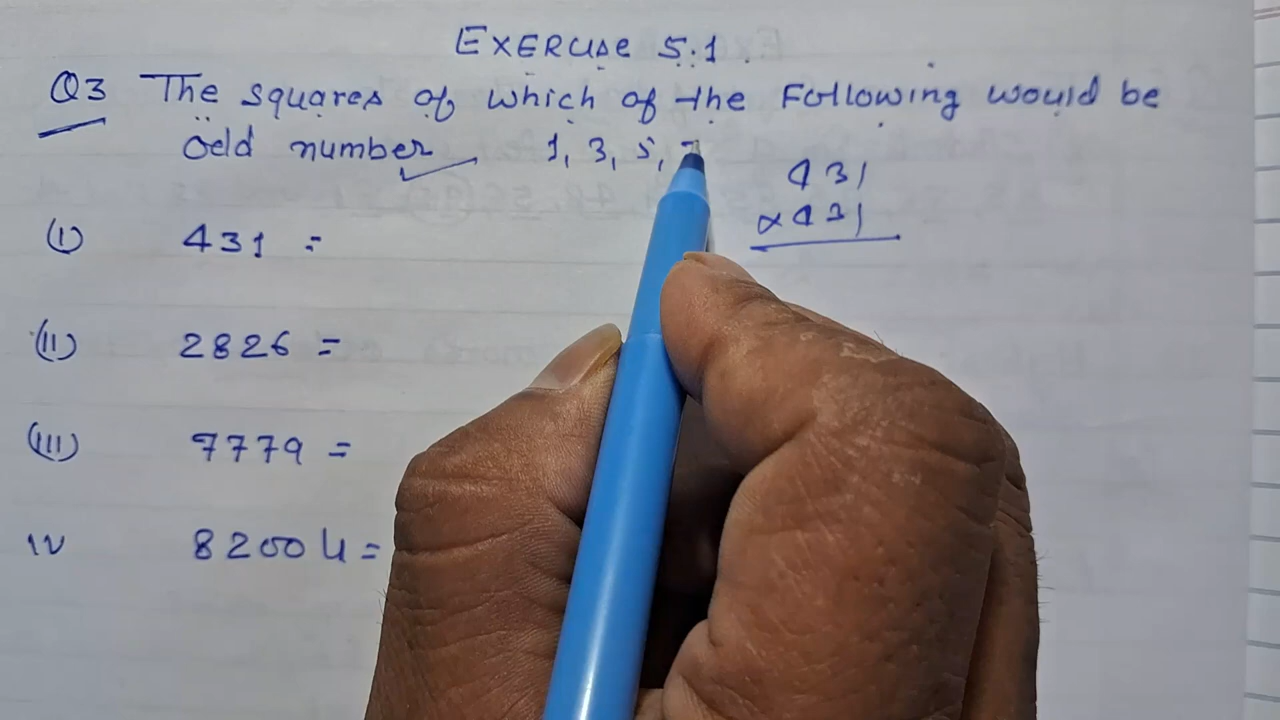 EXERCISE 5.1
Q3 The squares of which of the Following would be
odd number 1, 3, 5, 7
431
×431
(I) 431 =
(II) 2826 =
(III) 7779 =
IV 82004 =